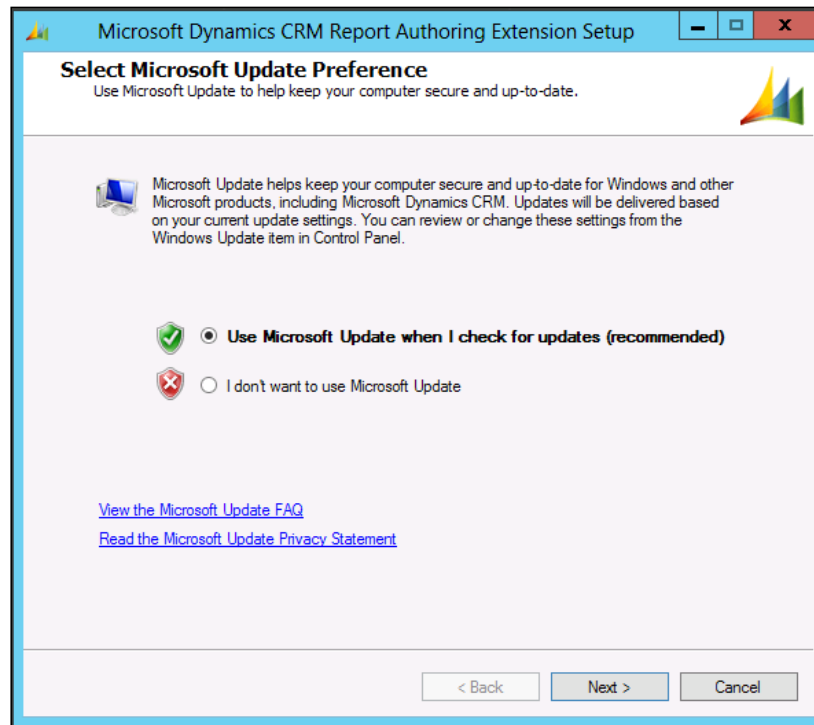 Microsoft Dynamics CRM Report Authoring Extension Setup
Select Microsoft Update Preference
Use Microsoft Update to help keep your computer secure and up-to-date.
Microsoft Update helps keep your computer secure and up-to-date for Windows and other
Microsoft products, including Microsoft Dynamics CRM. Updates will be delivered based
on your current update settings. You can review or change these settings from the
Windows Update item in Control Panel.
Use Microsoft Update when I check for updates (recommended)
I don't want to use Microsoft Update
View the Microsoft Update FAQ
Read the Microsoft Update Privacy Statement
< Back Next > Cancel